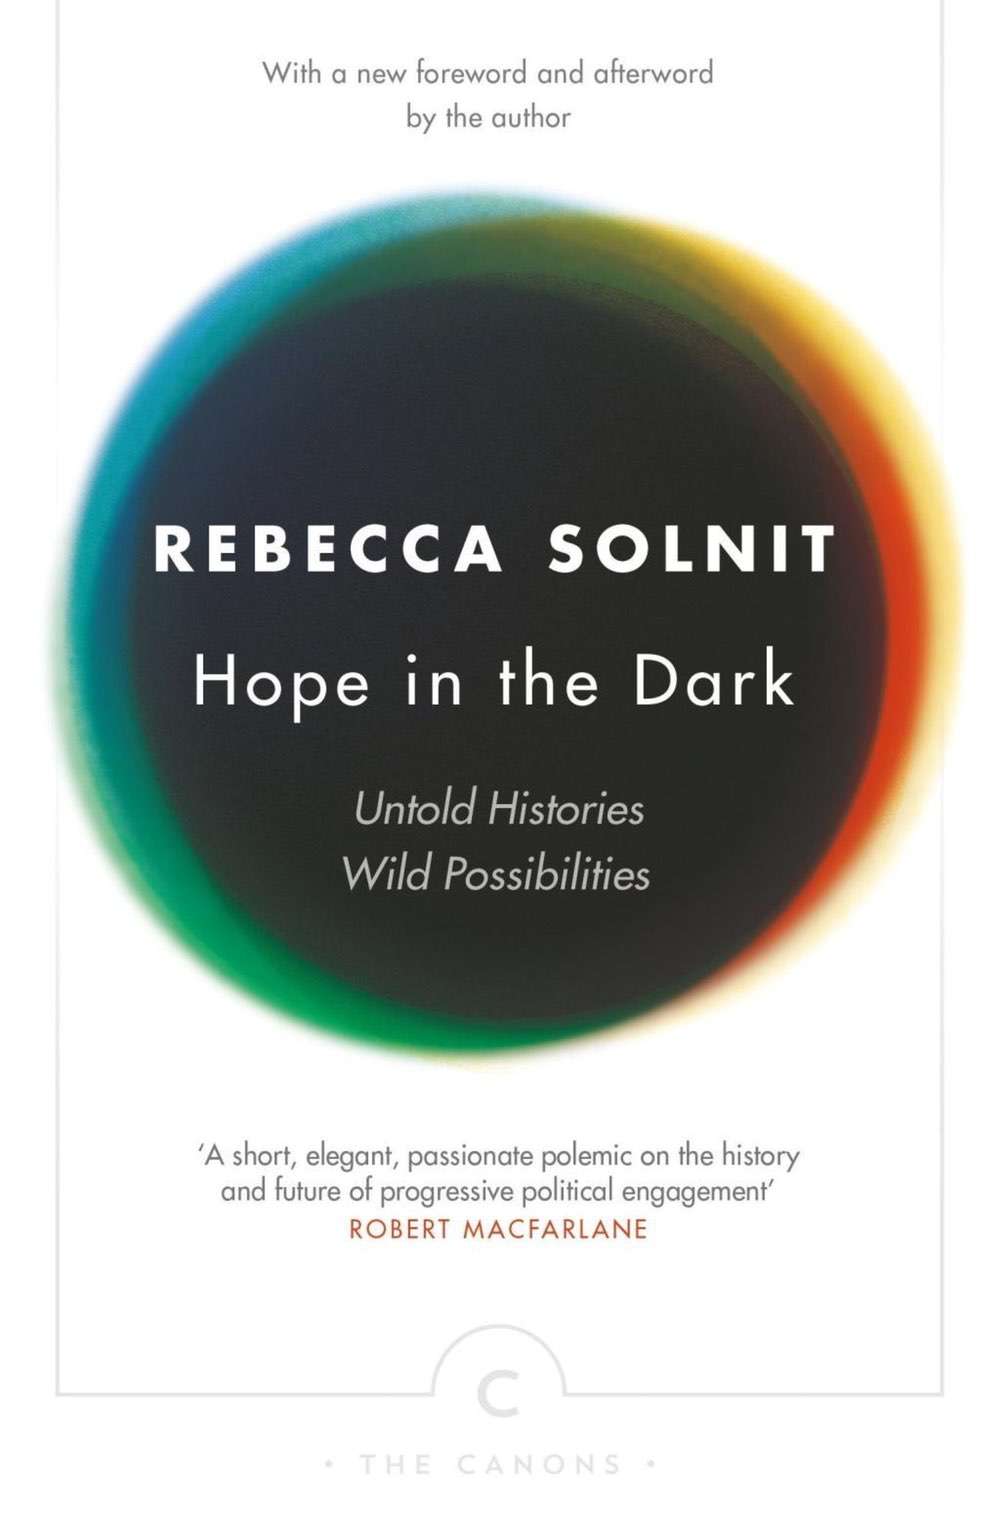 With a new foreword and afterword
by the author
REBECCA SOLNIT
Hope in the Dark
Untold Histories
Wild Possibilities
‘A short, elegant, passionate polemic on the history
and future of progressive political engagement’
ROBERT MACFARLANE
C
• THE CANONS •